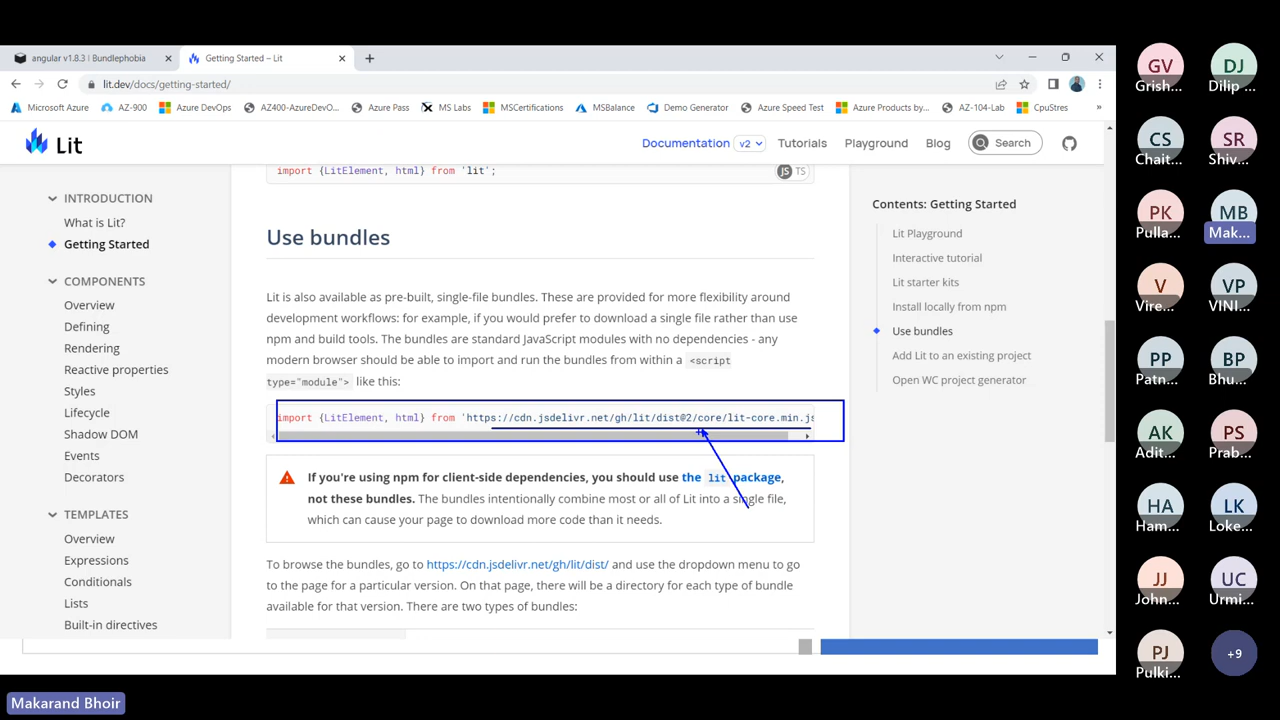 angular v1.8.3 | Bundlephobia
Getting Started – Lit
lit.dev/docs/getting-started/
Microsoft Azure
AZ-900
Azure DevOps
AZ400-AzureDevO...
Azure Pass
MS Labs
MSCertifications
MSBalance
Demo Generator
Azure Speed Test
Azure Products by...
AZ-104-Lab
CpuStres
»
Lit
Documentation
v2
Tutorials
Playground
Blog
Search
INTRODUCTION
What is Lit?
Getting Started
COMPONENTS
Overview
Defining
Rendering
Reactive properties
Styles
Lifecycle
Shadow DOM
Events
Decorators
TEMPLATES
Overview
Expressions
Conditionals
Lists
Built-in directives
import {LitElement, html} from 'lit';
JS TS
Use bundles
Lit is also available as pre-built, single-file bundles. These are provided for more flexibility around
development workflows: for example, if you would prefer to download a single file rather than use
npm and build tools. The bundles are standard JavaScript modules with no dependencies - any
modern browser should be able to import and run the bundles from within a <script
type="module"> like this:
import {LitElement, html} from 'https://cdn.jsdelivr.net/gh/lit/dist@2/core/lit-core.min.js
If you're using npm for client-side dependencies, you should use the lit package,
not these bundles. The bundles intentionally combine most or all of Lit into a single file,
which can cause your page to download more code than it needs.
To browse the bundles, go to https://cdn.jsdelivr.net/gh/lit/dist/ and use the dropdown menu to go
to the page for a particular version. On that page, there will be a directory for each type of bundle
available for that version. There are two types of bundles:
Contents: Getting Started
Lit Playground
Interactive tutorial
Lit starter kits
Install locally from npm
Use bundles
Add Lit to an existing project
Open WC project generator
GV
Grish...
DJ
Dilip ...
CS
Chait...
SR
Shiv...
PK
Pulla...
MB
Mak...
V
Vire...
VP
VINI...
PP
Patn...
BP
Bhu...
AK
Adit...
PS
Prab...
HA
Ham...
LK
Loke...
JJ
John...
UC
Urmi...
PJ
Pulki...
+9
Makarand Bhoir